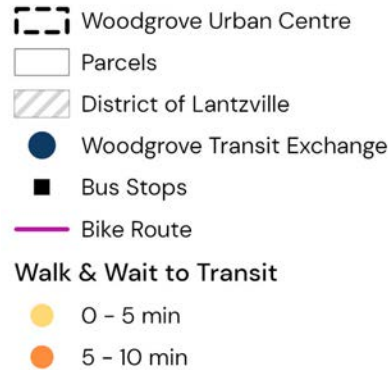 Woodgrove Urban Centre
Parcels
District of Lantzville
Woodgrove Transit Exchange
Bus Stops
Bike Route
Walk & Wait to Transit
0 - 5 min
5 - 10 min